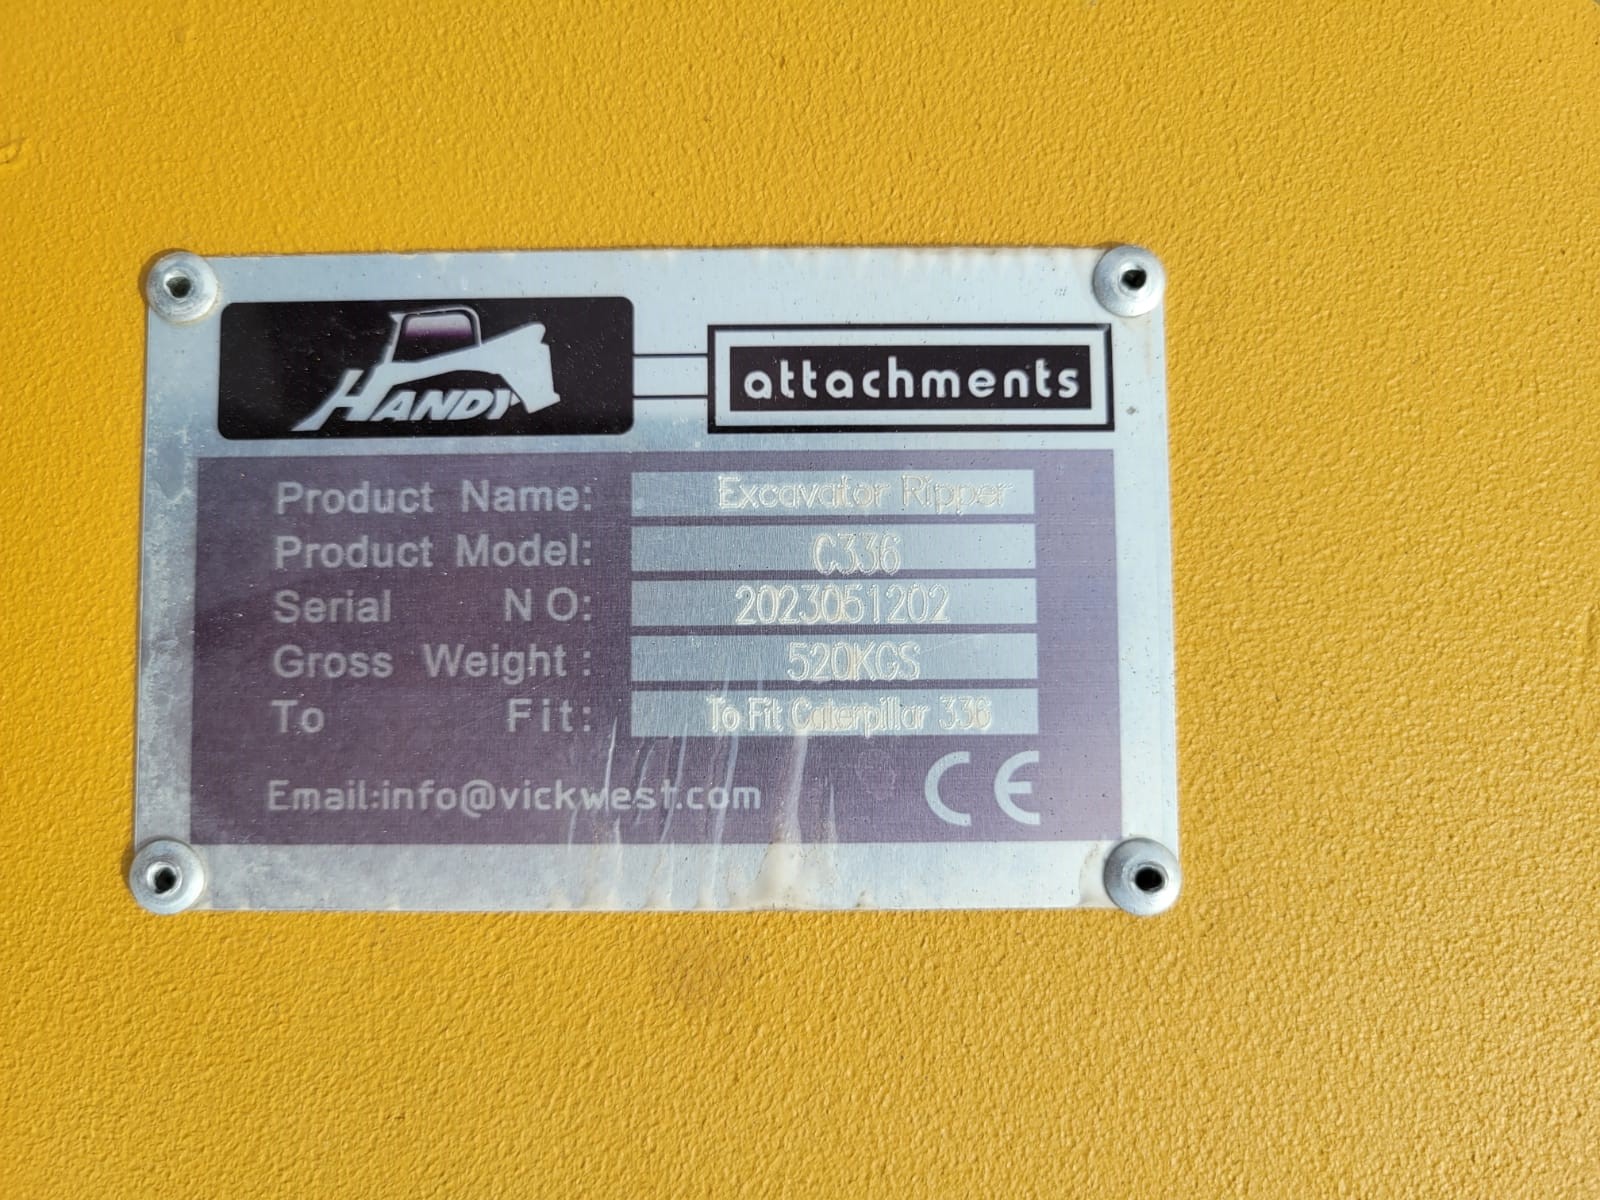 HANDY attachments
Product Name: Excavator Ripper
Product Model: C336
Serial NO: 2023051202
Gross Weight: 520KGS
To Fit: To Fit Caterpillar 336
Email:info@vickwest.com CE